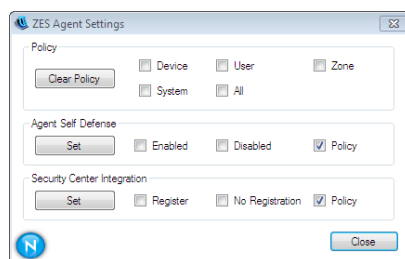 ZES Agent Settings
Policy
Device User Zone
Clear Policy
System All
Agent Self Defense
Set Enabled Disabled Policy
Security Center Integration
Set Register No Registration Policy
N Close